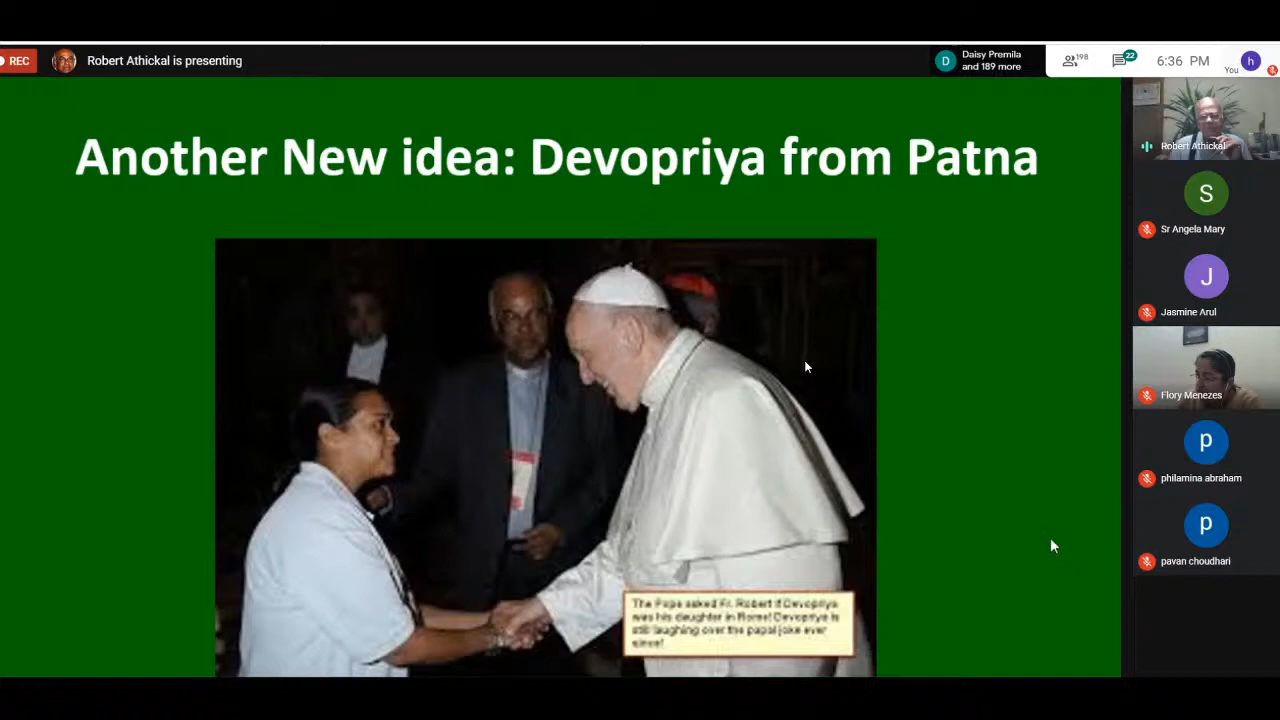 REC
Robert Athickal is presenting
D
Daisy Premila
and 189 more
198
22
6:36 PM
You
h
Another New idea: Devopriya from Patna
Robert Athickal
S
Sr Angela Mary
J
Jasmine Arul
Flory Menezes
p
philamina abraham
p
pavan choudhari
The Pope asked Fr. Robert if Devopriya
was his daughter in Rome! Devopriya is
still laughing over the papal joke ever
since!